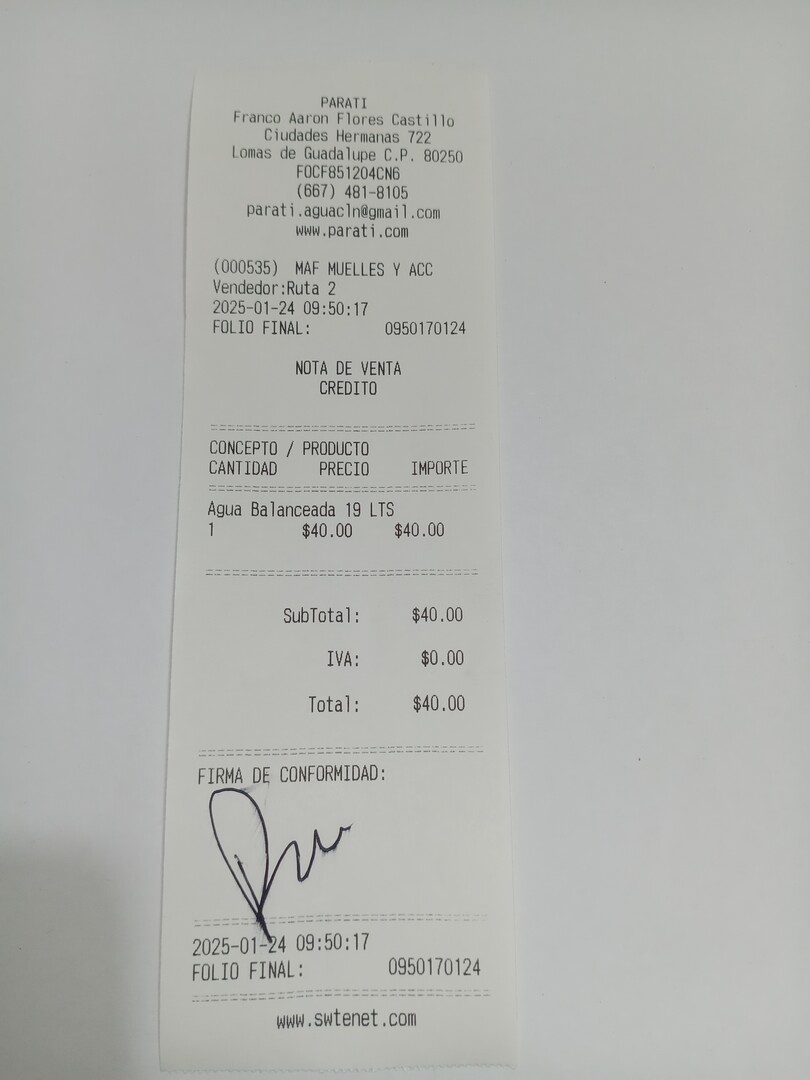 PARATI
Franco Aaron Flores Castillo
Ciudades Hermanas 722
Lomas de Guadalupe C.P. 80250
FOCF851204CN6
(667) 481-8105
parati.aguacln@gmail.com
www.parati.com
(000535) MAF MUELLES Y ACC
Vendedor:Ruta 2
2025-01-24 09:50:17
FOLIO FINAL: 0950170124
NOTA DE VENTA
CREDITO
CONCEPTO / PRODUCTO
CANTIDAD PRECIO IMPORTE
Agua Balanceada 19 LTS
1 $40.00 $40.00
SubTotal: $40.00
IVA: $0.00
Total: $40.00
FIRMA DE CONFORMIDAD:
2025-01-24 09:50:17
FOLIO FINAL: 0950170124
www.swtenet.com